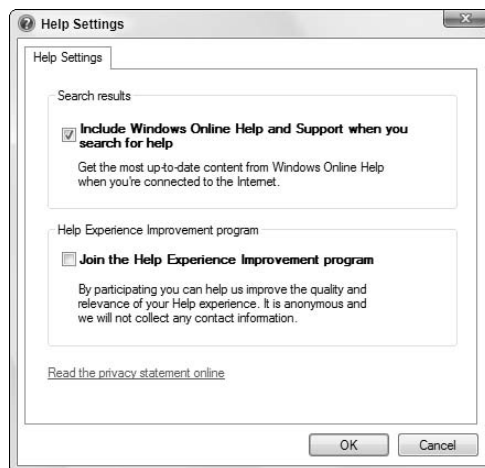 Help Settings
Help Settings
Search results
Include Windows Online Help and Support when you
search for help
Get the most up-to-date content from Windows Online Help
when you're connected to the Internet.
Help Experience Improvement program
Join the Help Experience Improvement program
By participating you can help us improve the quality and
relevance of your Help experience. It is anonymous and
we will not collect any contact information.
Read the privacy statement online
OK
Cancel